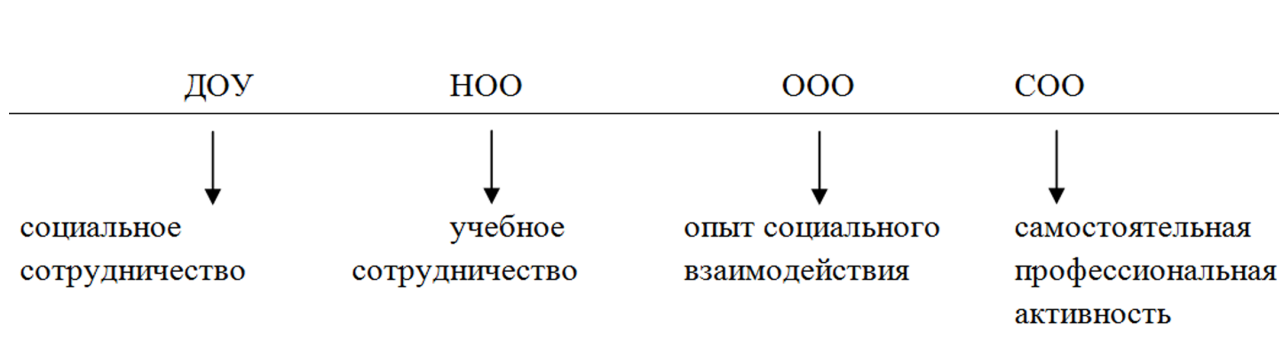 ДОУ НОО ООО СОО
социальное учебное опыт социального самостоятельная
сотрудничество сотрудничество взаимодействия профессиональная
активность